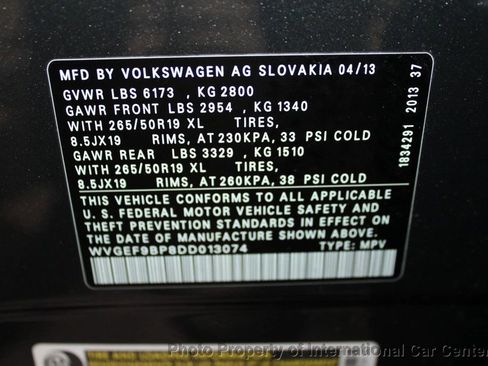 MFD BY VOLKSWAGEN AG SLOVAKIA 04/13
GVWR LBS 6173 , KG 2800
GAWR FRONT LBS 2954 , KG 1340
WITH 265/50R19 XL TIRES,
8.5JX19 RIMS, AT 230KPA, 33 PSI COLD
GAWR REAR LBS 3329 , KG 1510
WITH 265/50R19 XL TIRES,
8.5JX19 RIMS, AT 260KPA, 38 PSI COLD
THIS VEHICLE CONFORMS TO ALL APPLICABLE
U. S. FEDERAL MOTOR VEHICLE SAFETY AND
THEFT PREVENTION STANDARDS IN EFFECT ON
THE DATE OF MANUFACTURE SHOWN ABOVE.
WVGEF9BP8DD013074 TYPE: MPV
1834291 2013 37
TIRE AND LOADING
Photo Property of International Car Center